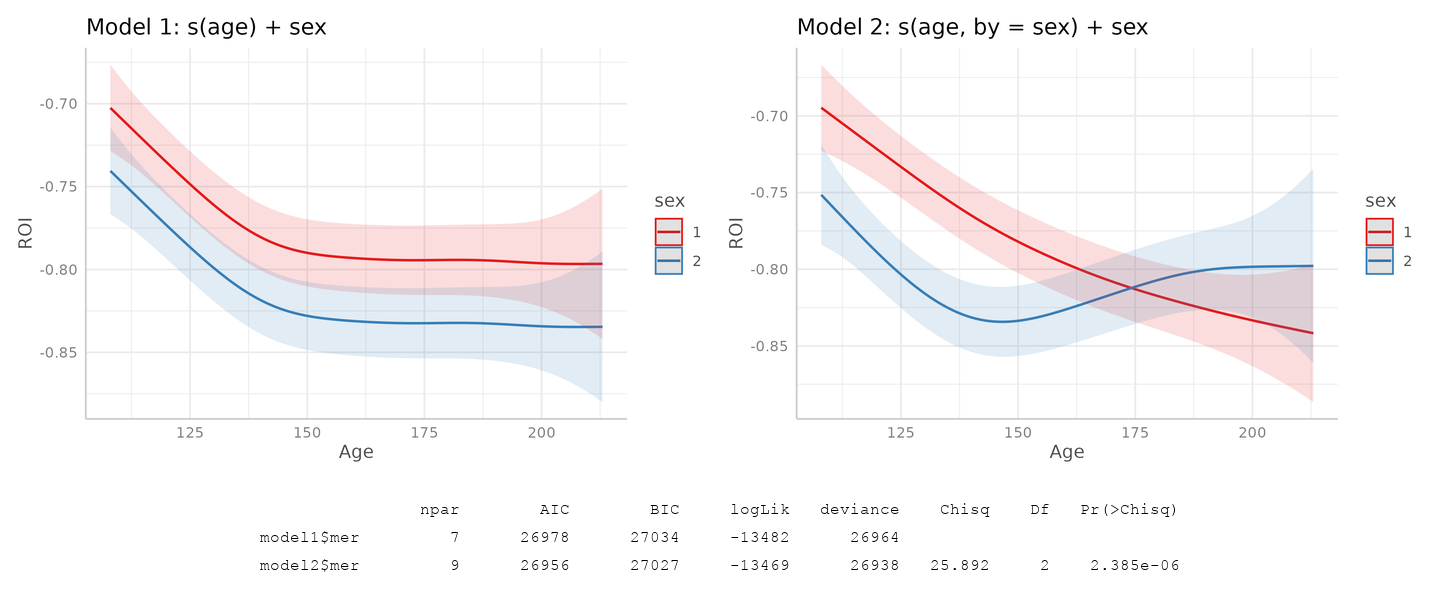 Model 1: s(age) + sex
-0.70
-0.75
-0.80
-0.85
ROI
125 150 175 200
Age
sex
1
2
Model 2: s(age, by = sex) + sex
-0.70
-0.75
-0.80
-0.85
ROI
125 150 175 200
Age
sex
1
2
npar AIC BIC logLik deviance Chisq Df Pr(>Chisq)
model1$mer 7 26978 27034 -13482 26964
model2$mer 9 26956 27027 -13469 26938 25.892 2 2.385e-06